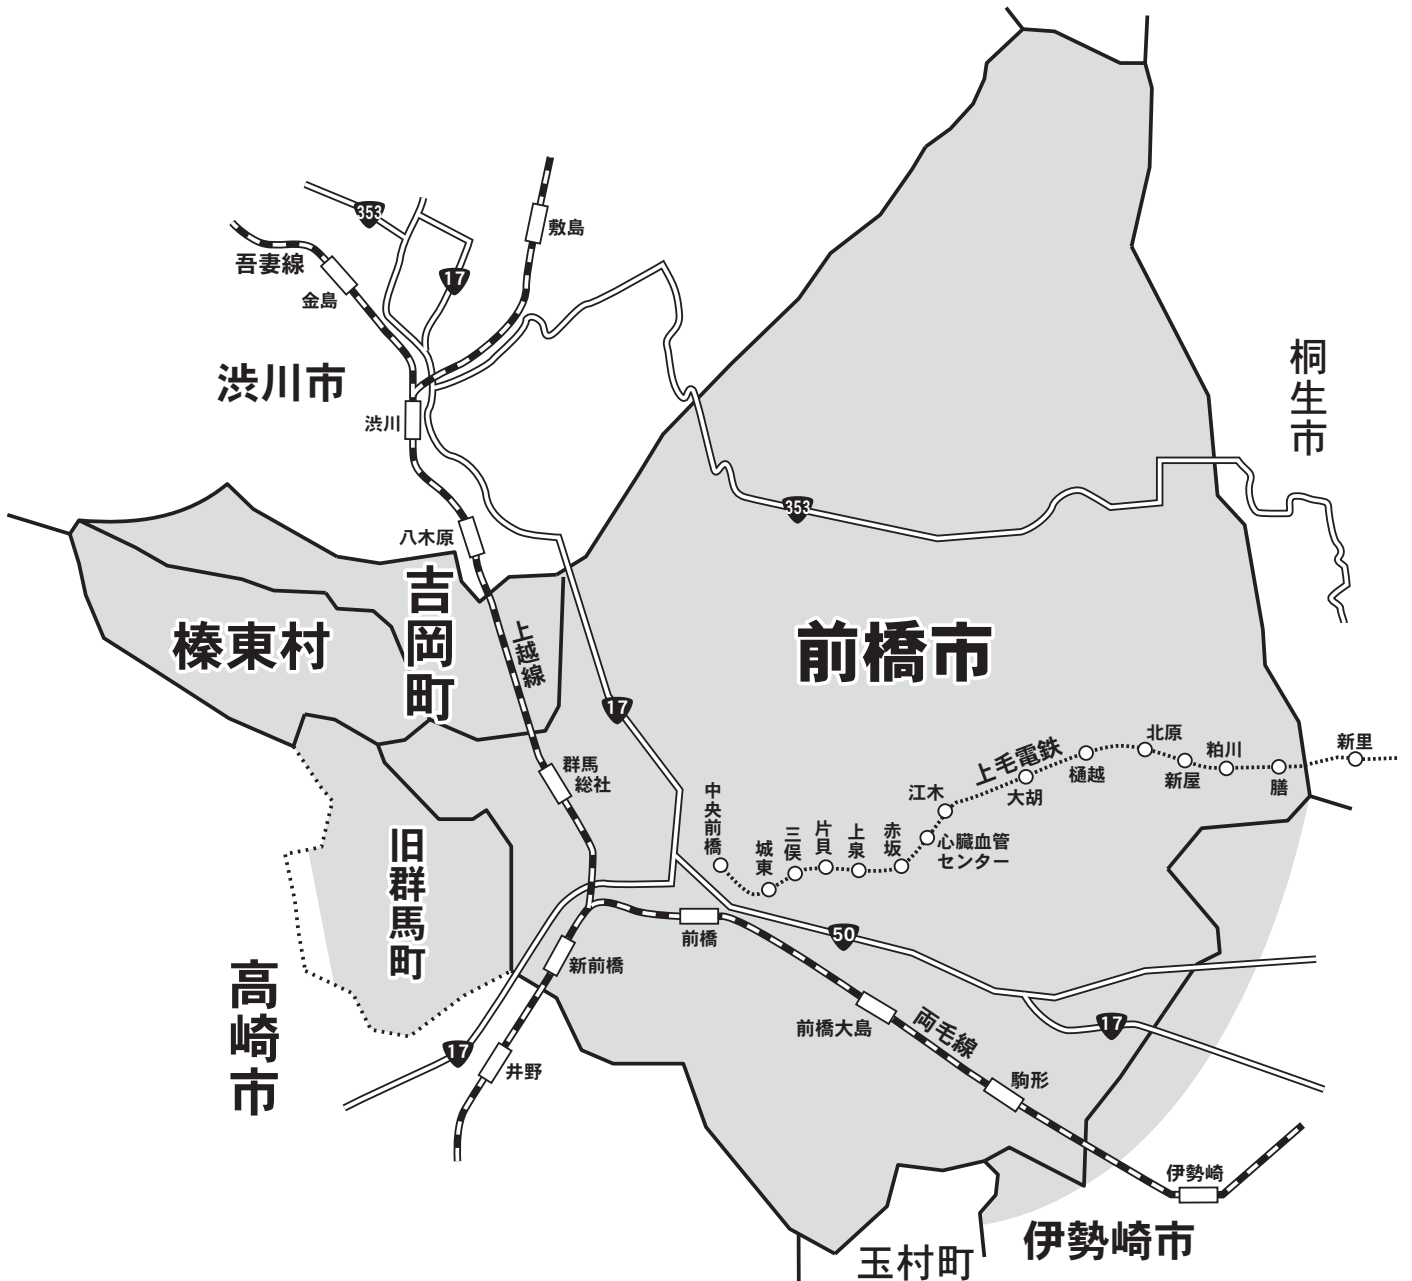 353
敷島
吾妻線
17
金島
桐生市
渋川市
渋川
353
八木原
吉岡町
榛東村
上越線
前橋市
17
上毛電鉄
北原
粕川
新里
群馬総社
樋越
新屋
膳
大胡
江木
中央前橋
城東
三俣
片貝
上泉
赤坂
心臓血管
センター
旧群馬町
前橋
50
新前橋
高崎市
前橋大島
両毛線
17
17
井野
駒形
伊勢崎
伊勢崎市
玉村町